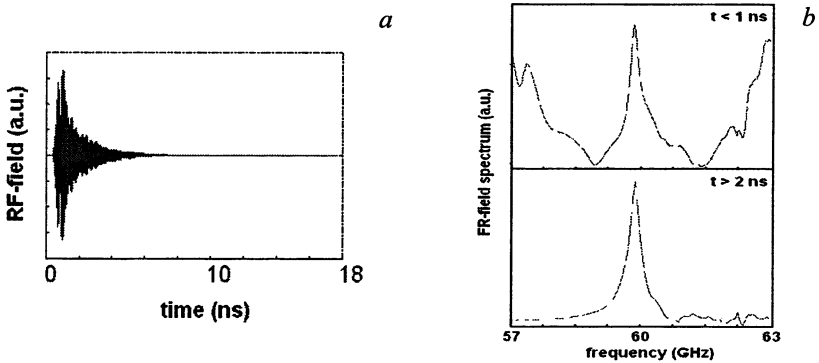 a
RF-field (a.u.)
0
10
18
time (ns)
b
FR-field spectrum (a.u.)
t < 1 ns
t > 2 ns
57
60
63
frequency (GHz)